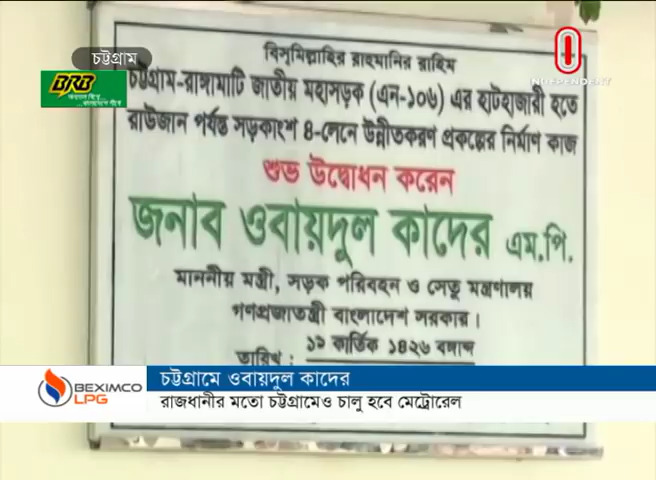 চট্টগ্রাম
BRB
INDEPENDENT
বিস্‌মিল্লাহির রাহমানির রাহিম
চট্টগ্রাম-রাঙ্গামাটি জাতীয় মহাসড়ক (এন-১০৬) এর হাটহাজারী হতে
রাউজান পর্যন্ত সড়কাংশ ৪-লেনে উন্নীতকরণ প্রকল্পের নির্মাণ কাজ
শুভ উদ্বোধন করেন
জনাব ওবায়দুল কাদের এম.পি.
মাননীয় মন্ত্রী, সড়ক পরিবহন ও সেতু মন্ত্রণালয়
গণপ্রজাতন্ত্রী বাংলাদেশ সরকার।
তারিখ : ১৯ কার্তিক ১৪২৬ বঙ্গাব্দ
BEXIMCO LPG
চট্টগ্রামে ওবায়দুল কাদের
রাজধানীর মতো চট্টগ্রামেও চালু হবে মেট্রোরেল